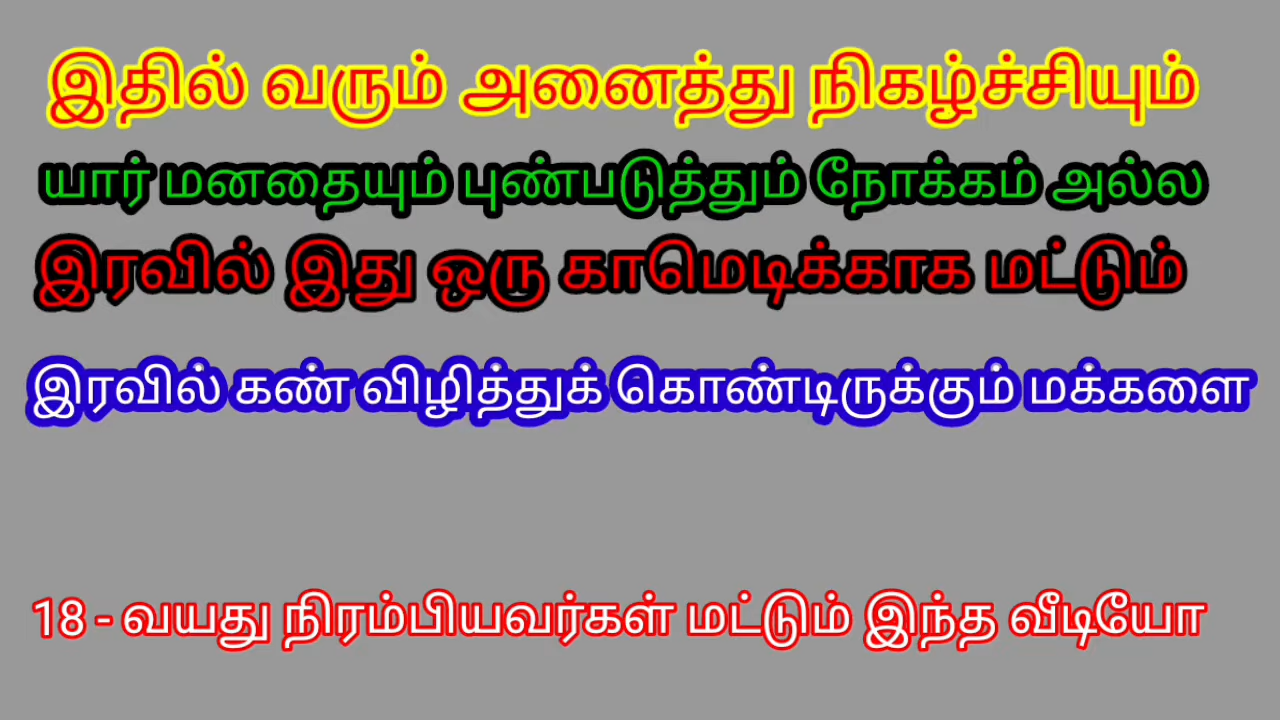 இதில் வரும் அனைத்து நிகழ்ச்சியும்
யார் மனதையும் புண்படுத்தும் நோக்கம் அல்ல
இரவில் இது ஒரு காமெடிக்காக மட்டும்
இரவில் கண் விழித்துக் கொண்டிருக்கும் மக்களை
18 - வயது நிரம்பியவர்கள் மட்டும் இந்த வீடியோ